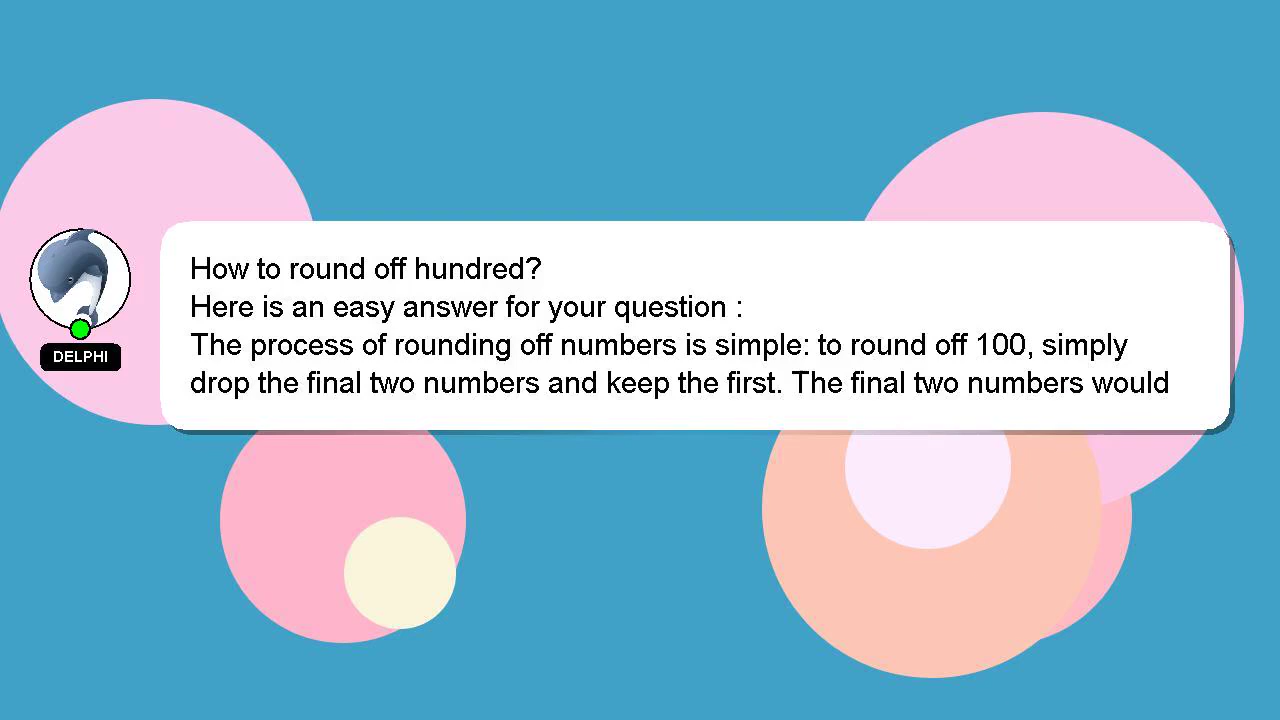 How to round off hundred?
Here is an easy answer for your question :
The process of rounding off numbers is simple: to round off 100, simply
drop the final two numbers and keep the first. The final two numbers would
DELPHI